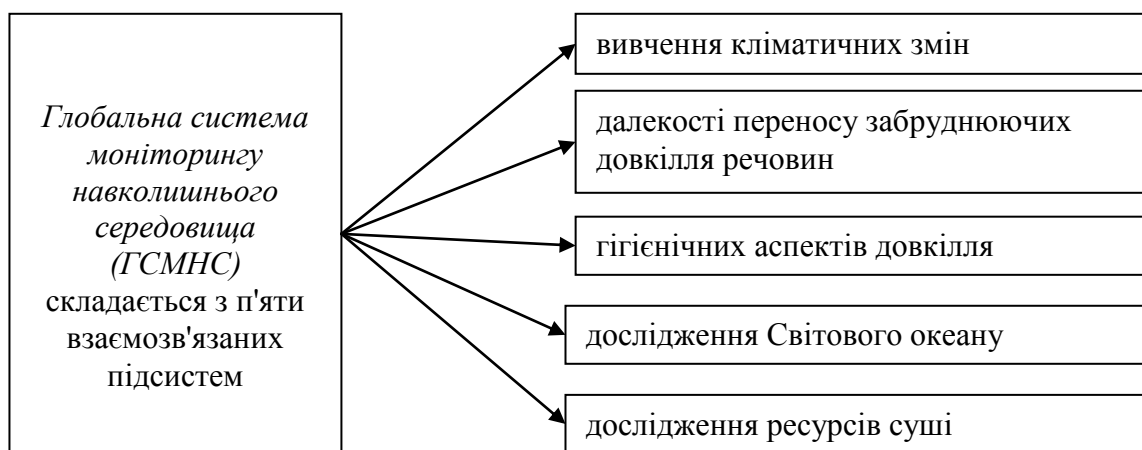 Глобальна система
моніторингу
навколишнього
середовища
(ГСМНС)
складається з п'яти
взаємозв'язаних
підсистем
вивчення кліматичних змін
далекості переносу забруднюючих
довкілля речовин
гігієнічних аспектів довкілля
дослідження Світового океану
дослідження ресурсів суші